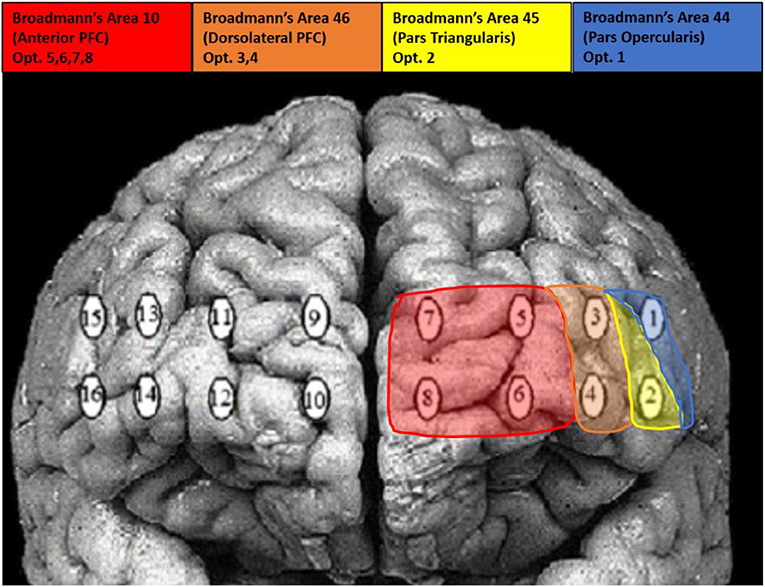 Broadmann's Area 10
(Anterior PFC)
Opt. 5,6,7,8
Broadmann's Area 46
(Dorsolateral PFC)
Opt. 3,4
Broadmann's Area 45
(Pars Triangularis)
Opt. 2
Broadmann's Area 44
(Pars Opercularis)
Opt. 1
15 13 11 9 7 5 3 1
16 14 12 10 8 6 4 2